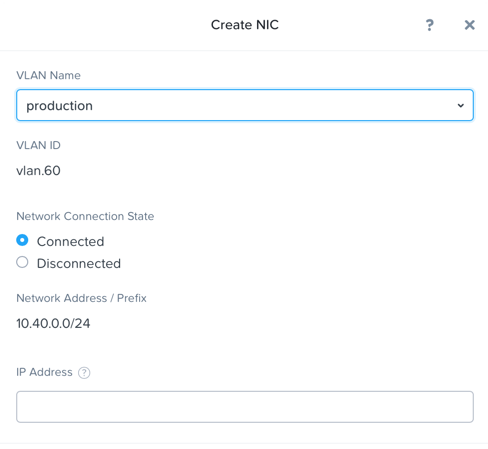 Create NIC
?
VLAN Name
production
VLAN ID
vlan.60
Network Connection State
Connected
Disconnected
Network Address / Prefix
10.40.0.0/24
IP Address ?